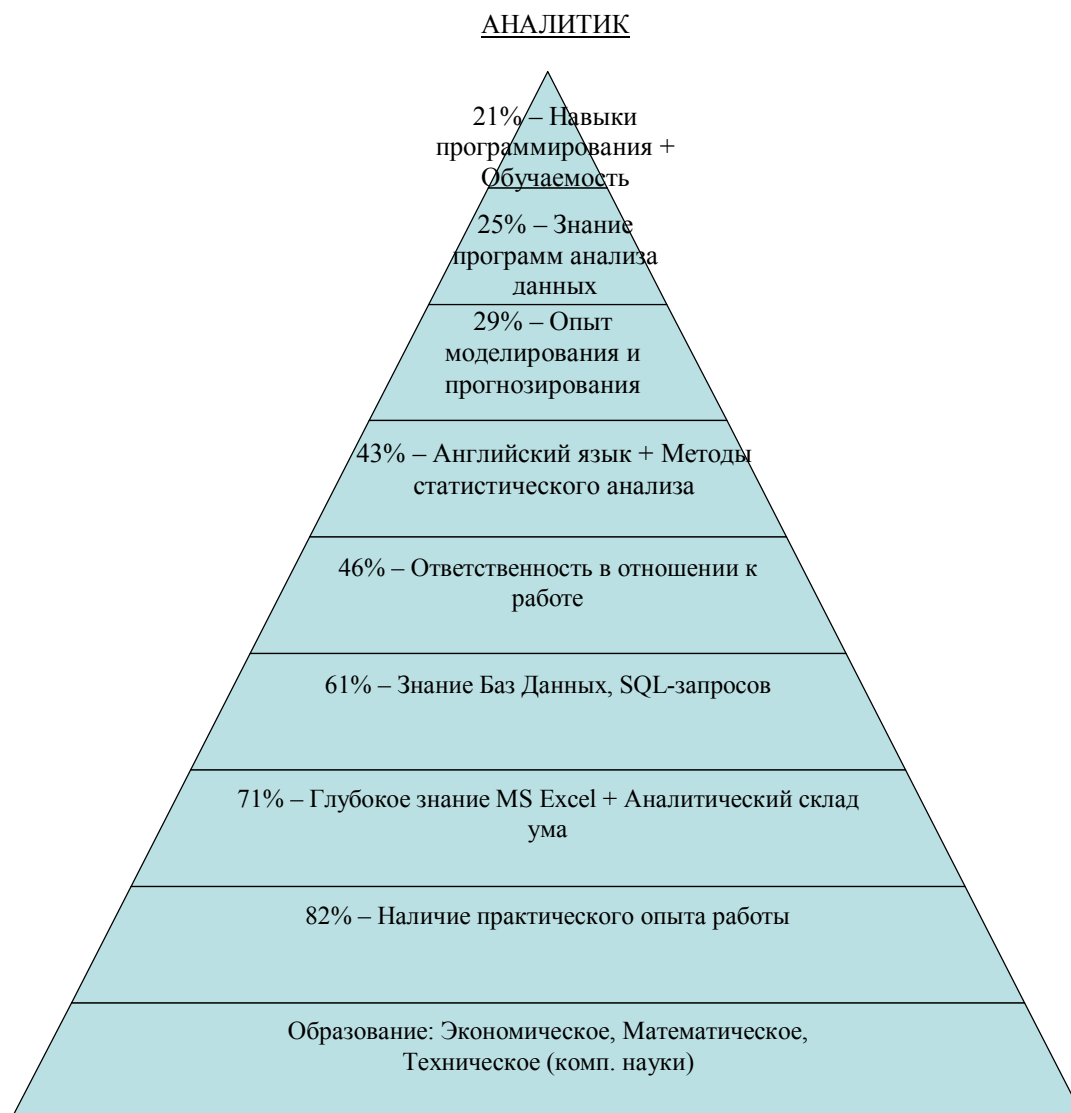 АНАЛИТИК
21% – Навыки
программирования +
Обучаемость
25% – Знание
программ анализа
данных
29% – Опыт
моделирования и
прогнозирования
43% – Английский язык + Методы
статистического анализа
46% – Ответственность в отношении к
работе
61% – Знание Баз Данных, SQL-запросов
71% – Глубокое знание MS Excel + Аналитический склад
ума
82% – Наличие практического опыта работы
Образование: Экономическое, Математическое,
Техническое (комп. науки)